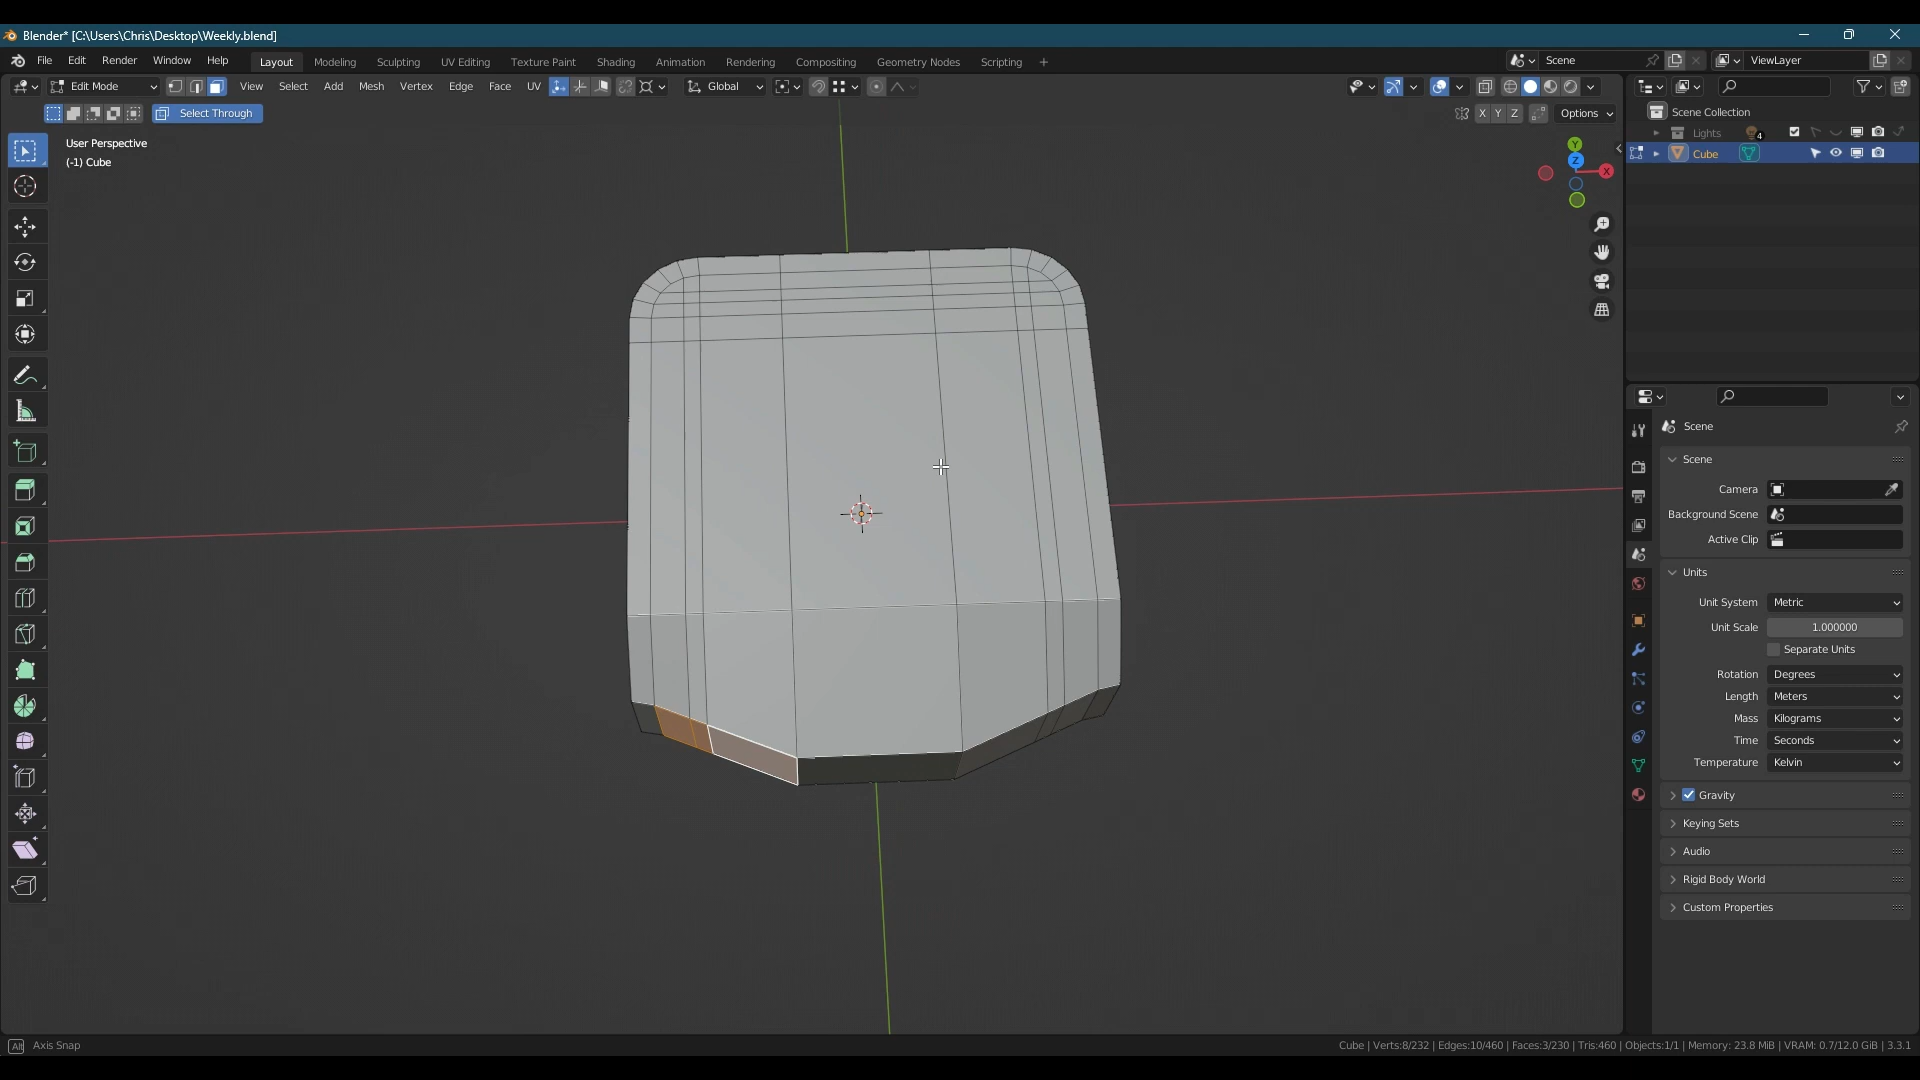 Blender* [C:\Users\Chris\Desktop\Weekly.blend]
File Edit Render Window Help Layout Modeling Sculpting UV Editing Texture Paint Shading Animation Rendering Compositing Geometry Nodes Scripting + Scene ViewLayer
Edit Mode View Select Add Mesh Vertex Edge Face UV Global
Select Through X Y Z Options
User Perspective
(-1) Cube
Y
Z
X
Scene Collection
Lights 4
Cube
Scene
Scene
Camera
Background Scene
Active Clip
Units
Unit System Metric
Unit Scale 1.000000
Separate Units
Rotation Degrees
Length Meters
Mass Kilograms
Time Seconds
Temperature Kelvin
Gravity
Keying Sets
Audio
Rigid Body World
Custom Properties
Alt Axis Snap
Cube | Verts:8/232 | Edges:10/460 | Faces:3/230 | Tris:460 | Objects:1/1 | Memory: 23.8 MiB | VRAM: 0.7/12.0 GiB | 3.3.1